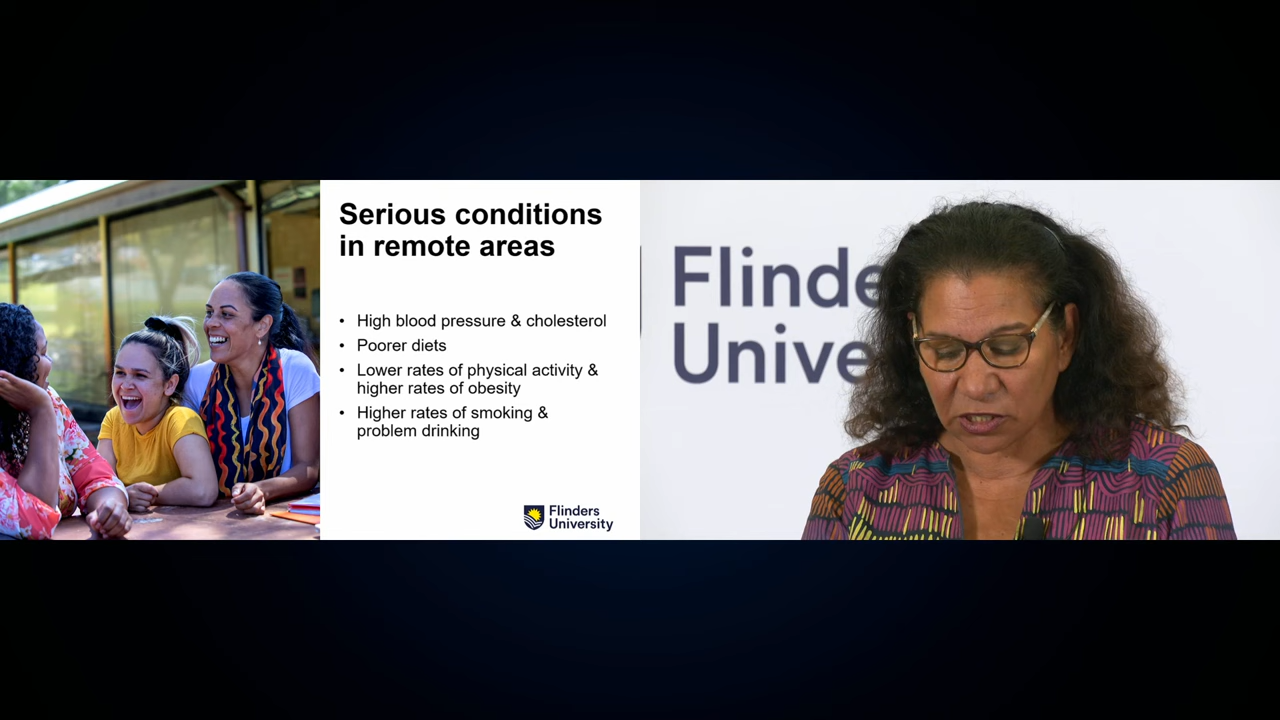 Serious conditions
in remote areas
• High blood pressure & cholesterol
• Poorer diets
• Lower rates of physical activity &
higher rates of obesity
• Higher rates of smoking &
problem drinking
Flinders
University
Flinde
Unive